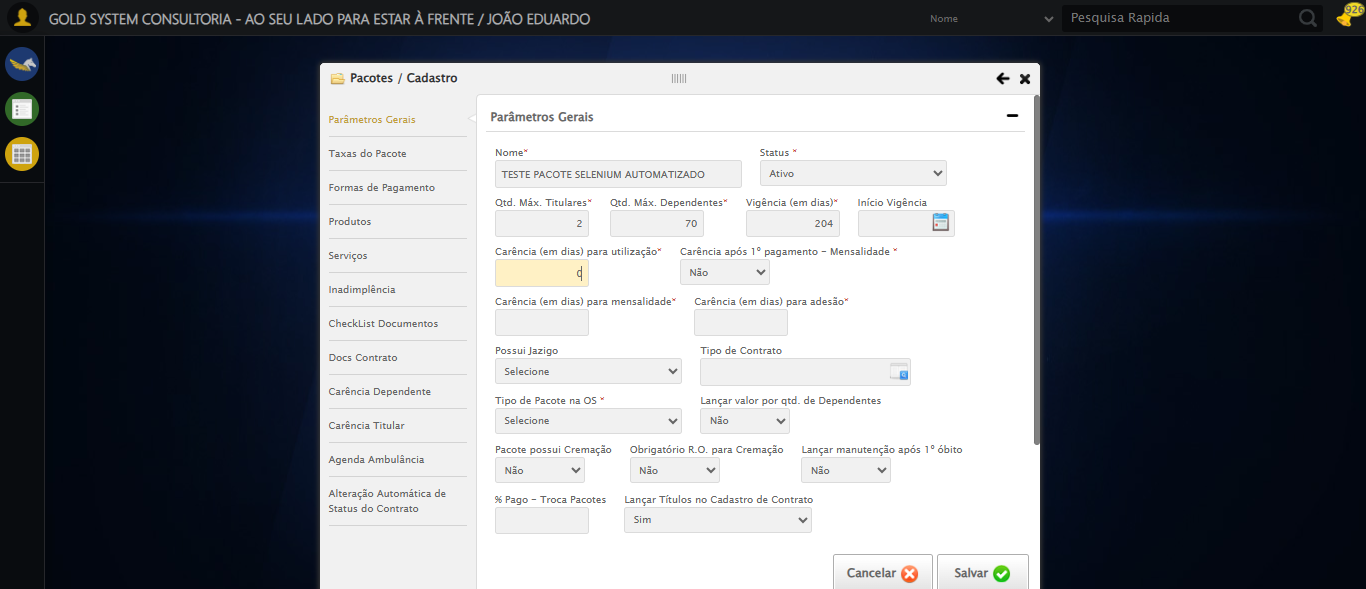 GOLD SYSTEM CONSULTORIA - AO SEU LADO PARA ESTAR À FRENTE / JOÃO EDUARDO
Nome
Pesquisa Rapida
926
Pacotes / Cadastro
Parâmetros Gerais
Taxas do Pacote
Formas de Pagamento
Produtos
Serviços
Inadimplência
CheckList Documentos
Docs Contrato
Carência Dependente
Carência Titular
Agenda Ambulância
Alteração Automática de
Status do Contrato
Parâmetros Gerais
Nome* Status *
TESTE PACOTE SELENIUM AUTOMATIZADO Ativo
Qtd. Máx. Titulares* Qtd. Máx. Dependentes* Vigência (em dias)* Início Vigência
2 70 204
Carência (em dias) para utilização* Carência após 1º pagamento - Mensalidade *
0 Não
Carência (em dias) para mensalidade* Carência (em dias) para adesão*
Possui Jazigo Tipo de Contrato
Selecione
Tipo de Pacote na OS * Lançar valor por qtd. de Dependentes
Selecione Não
Pacote possui Cremação Obrigatório R.O. para Cremação Lançar manutenção após 1º óbito
Não Não Não
% Pago - Troca Pacotes Lançar Títulos no Cadastro de Contrato
Sim
Cancelar Salvar